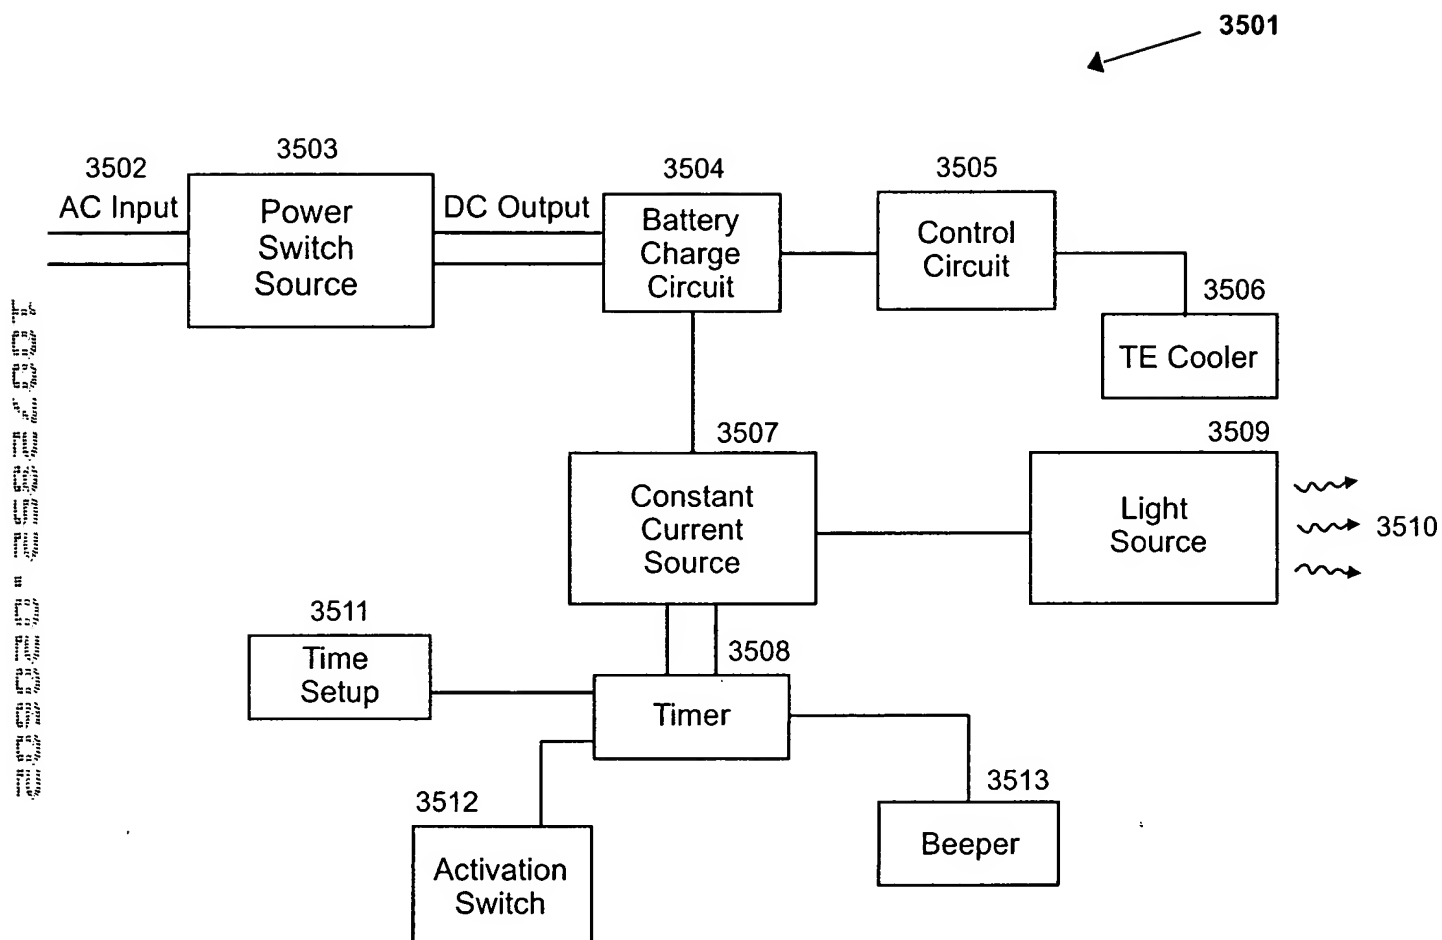 3501
3502
AC Input
3503
Power
Switch
Source
DC Output
3504
Battery
Charge
Circuit
3505
Control
Circuit
3506
TE Cooler
3507
Constant
Current
Source
3509
Light
Source
3510
3511
Time
Setup
3508
Timer
3512
Activation
Switch
3513
Beeper
10072852.020602